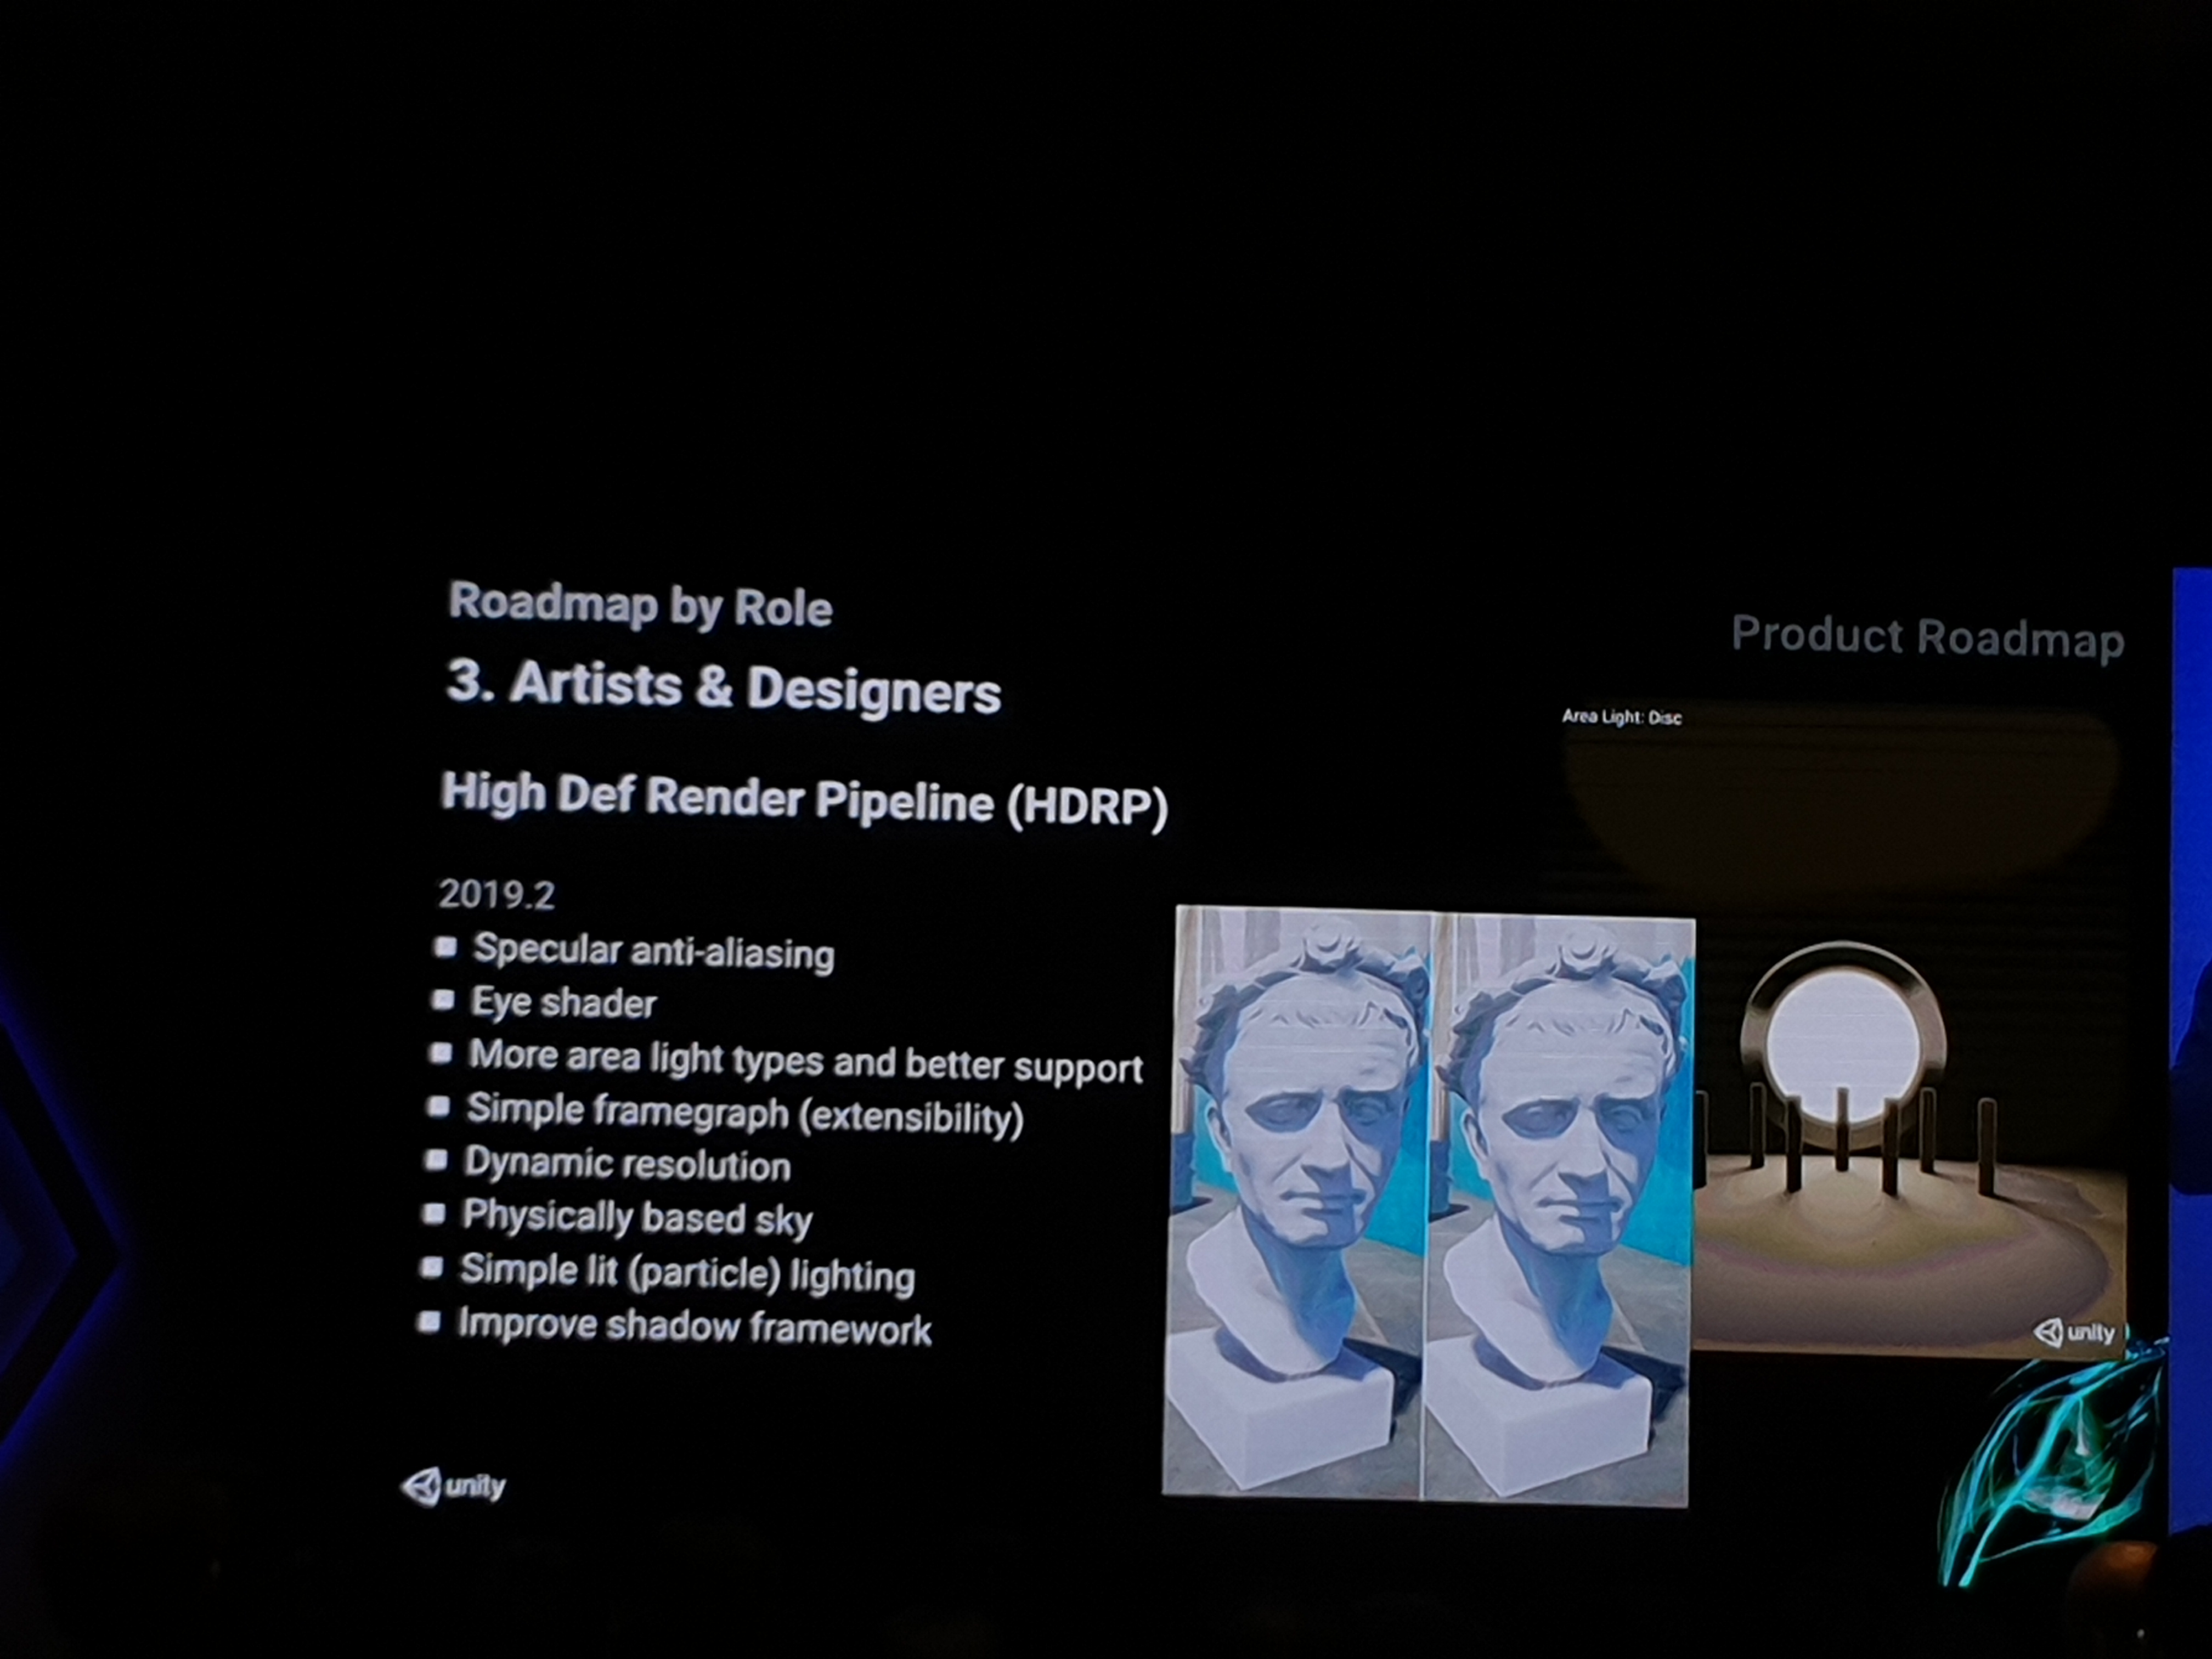 Roadmap by Role
3. Artists & Designers
High Def Render Pipeline (HDRP)
2019.2
Specular anti-aliasing
Eye shader
More area light types and better support
Simple framegraph (extensibility)
Dynamic resolution
Physically based sky
Simple lit (particle) lighting
Improve shadow framework
unity
Product Roadmap
Area Light: Disc
unity